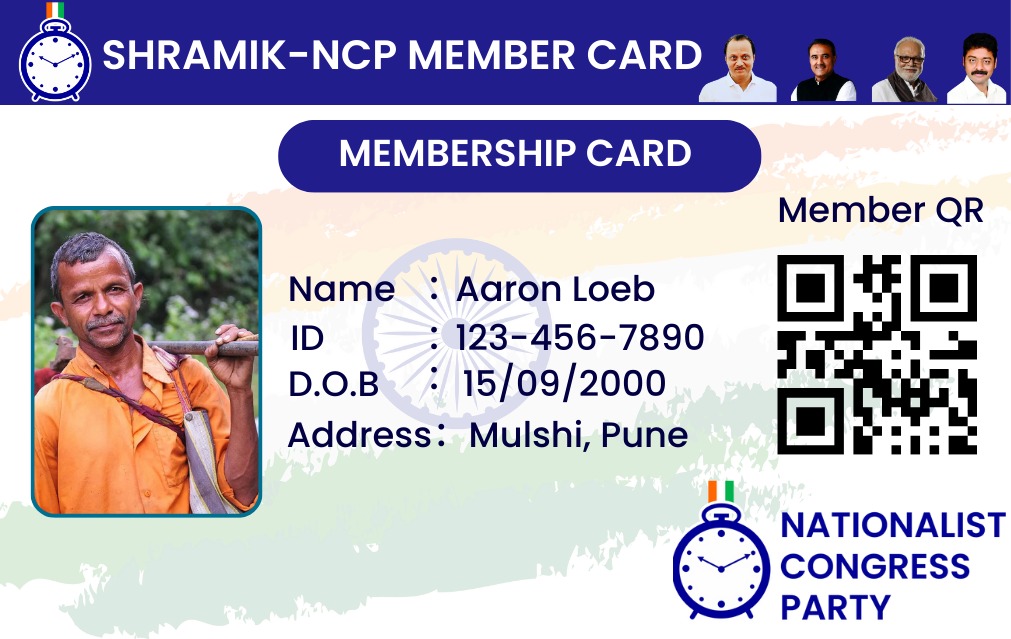 SHRAMIK-NCP MEMBER CARD
MEMBERSHIP CARD
Member QR
Name : Aaron Loeb
ID : 123-456-7890
D.O.B : 15/09/2000
Address: Mulshi, Pune
NATIONALIST
CONGRESS
PARTY